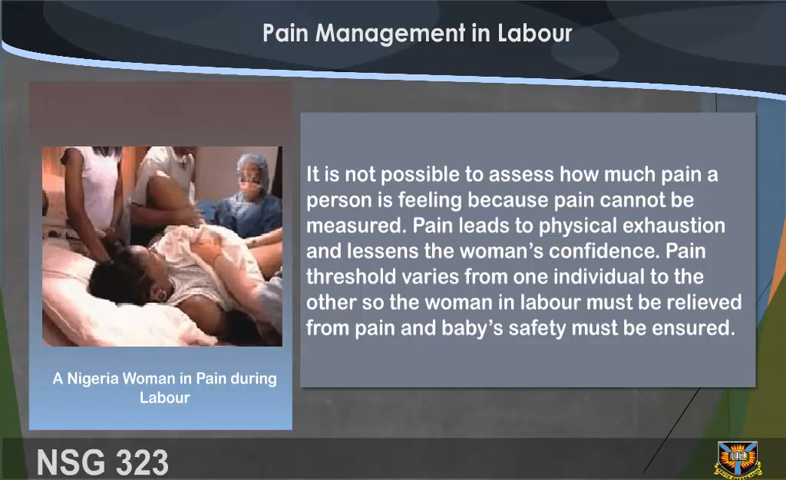 Pain Management in Labour
It is not possible to assess how much pain a
person is feeling because pain cannot be
measured. Pain leads to physical exhaustion
and lessens the woman's confidence. Pain
threshold varies from one individual to the
other so the woman in labour must be relieved
from pain and baby's safety must be ensured.
A Nigeria Woman in Pain during
Labour
NSG 323